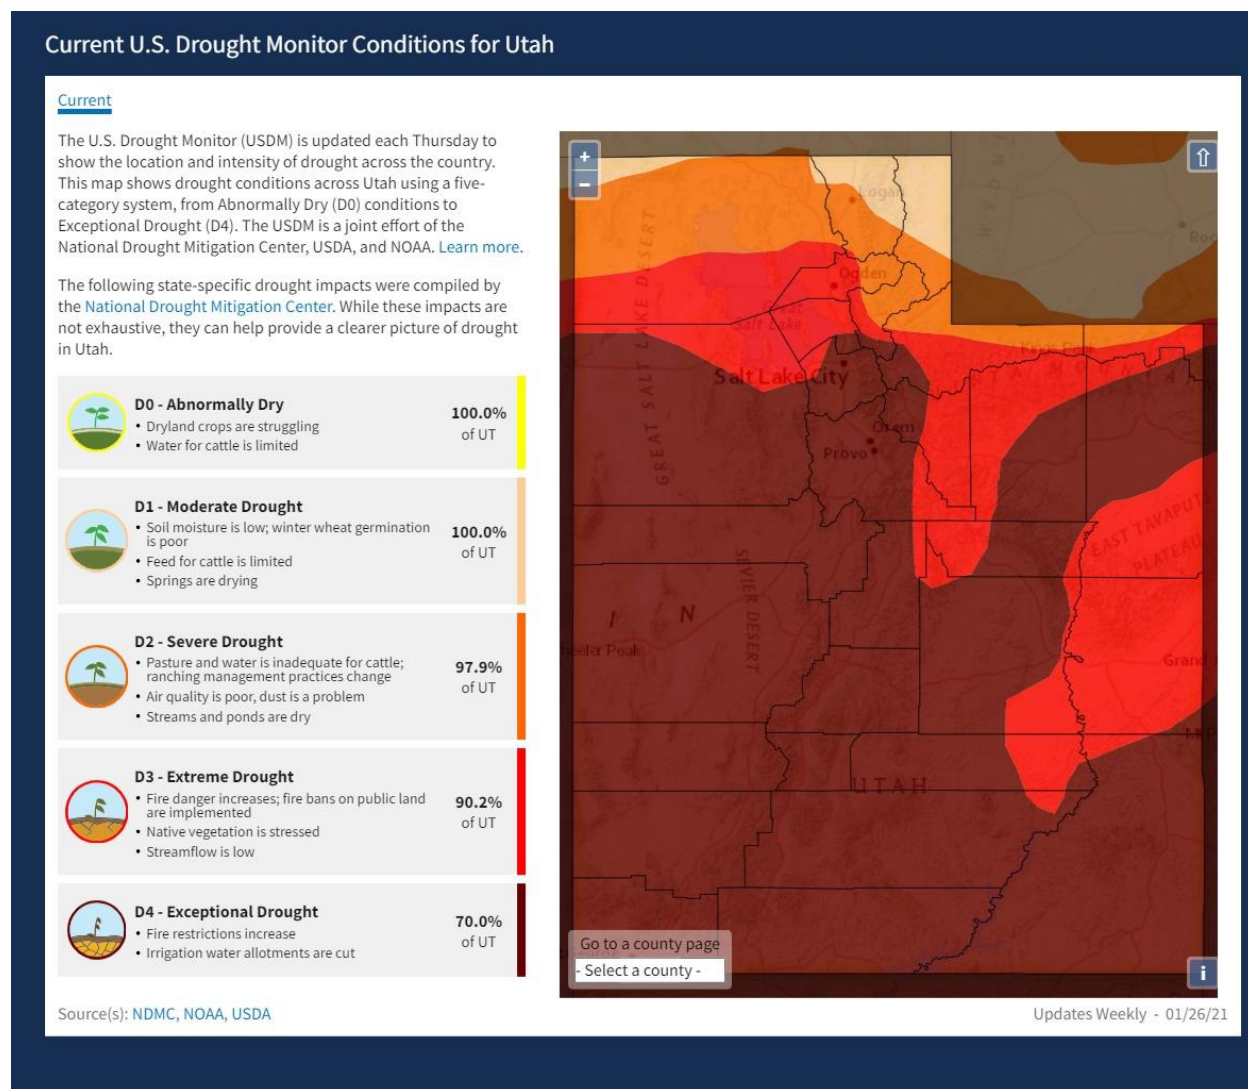 Current U.S. Drought Monitor Conditions for Utah
Current
The U.S. Drought Monitor (USDM) is updated each Thursday to
show the location and intensity of drought across the country.
This map shows drought conditions across Utah using a five-
category system, from Abnormally Dry (D0) conditions to
Exceptional Drought (D4). The USDM is a joint effort of the
National Drought Mitigation Center, USDA, and NOAA. Learn more.
The following state-specific drought impacts were compiled by
the National Drought Mitigation Center. While these impacts are
not exhaustive, they can help provide a clearer picture of drought
in Utah.
D0 - Abnormally Dry
• Dryland crops are struggling
• Water for cattle is limited
100.0%
of UT
D1 - Moderate Drought
• Soil moisture is low; winter wheat germination
is poor
• Feed for cattle is limited
• Springs are drying
100.0%
of UT
D2 - Severe Drought
• Pasture and water is inadequate for cattle;
ranching management practices change
• Air quality is poor, dust is a problem
• Streams and ponds are dry
97.9%
of UT
D3 - Extreme Drought
• Fire danger increases; fire bans on public land
are implemented
• Native vegetation is stressed
• Streamflow is low
90.2%
of UT
D4 - Exceptional Drought
• Fire restrictions increase
• Irrigation water allotments are cut
70.0%
of UT
+
−
⇧
Logan
WYOM
Roc
GREAT SALT LAKE DESERT
Ogden
Great
Salt Lake
Kings Peak
Salt Lake City
Orem
Provo
EAST TAVAPUTS
PLATEAU
SEVIER DESERT
I N
heeler Peak
Grand
UTAH
Go to a county page
- Select a county -
i
Source(s): NDMC, NOAA, USDA
Updates Weekly - 01/26/21